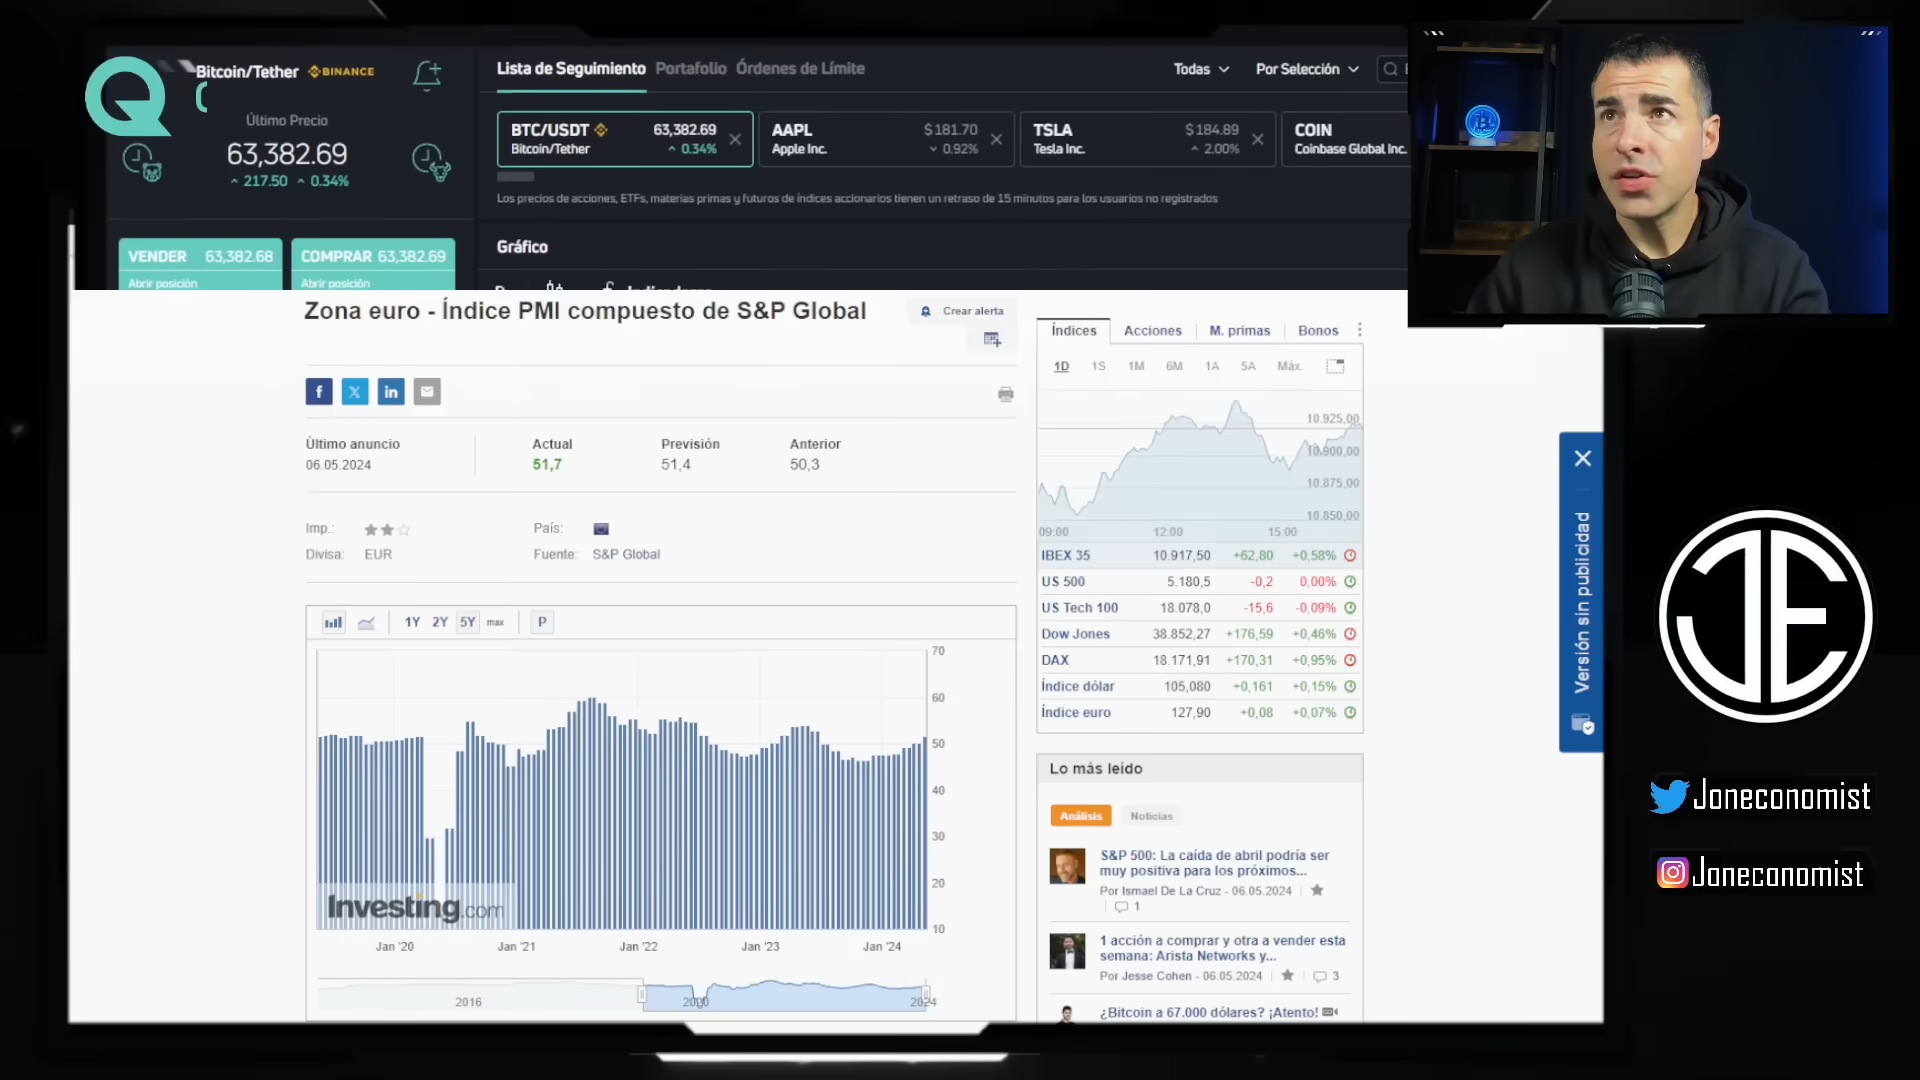 Bitcoin/Tether BINANCE
Último Precio
63,382.69
217.50 0.34%
VENDER 63,382.68
Abrir posición
COMPRAR 63,382.69
Abrir posición
Lista de Seguimiento Portafolio Órdenes de Límite
Todas Por Selección
BTC/USDT 63,382.69
Bitcoin/Tether 0.34%
AAPL $181.70
Apple Inc. 0.92%
TSLA $184.89
Tesla Inc. 2.00%
COIN
Coinbase Global Inc.
Los precios de acciones, ETFs, materias primas y futuros de índices accionarios tienen un retraso de 15 minutos para los usuarios no registrados
Gráfico
Zona euro - Índice PMI compuesto de S&P Global
Crear alerta
Último anuncio Actual Previsión Anterior
06.05.2024 51,7 51,4 50,3
Imp.: País:
Divisa: EUR Fuente: S&P Global
1Y 2Y 5Y max P
70
60
50
40
30
20
10
Investing.com
Jan '20 Jan '21 Jan '22 Jan '23 Jan '24
2016 2020 2024
Índices Acciones M. primas Bonos
1D 1S 1M 6M 1A 5A Máx.
10.925,00
10.900,00
10.875,00
10.850,00
09:00 12:00 15:00
IBEX 35 10.917,50 +62,80 +0,58%
US 500 5.180,5 -0,2 0,00%
US Tech 100 18.078,0 -15,6 -0,09%
Dow Jones 38.852,27 +176,59 +0,46%
DAX 18.171,91 +170,31 +0,95%
Índice dólar 105,080 +0,161 +0,15%
Índice euro 127,90 +0,08 +0,07%
Lo más leído
Análisis Noticias
S&P 500: La caída de abril podría ser
muy positiva para los próximos...
Por Ismael De La Cruz - 06.05.2024
1
1 acción a comprar y otra a vender esta
semana: Arista Networks y...
Por Jesse Cohen - 06.05.2024 3
¿Bitcoin a 67.000 dólares? ¡Atento!
Versión sin publicidad
JE
Joneconomist
Joneconomist